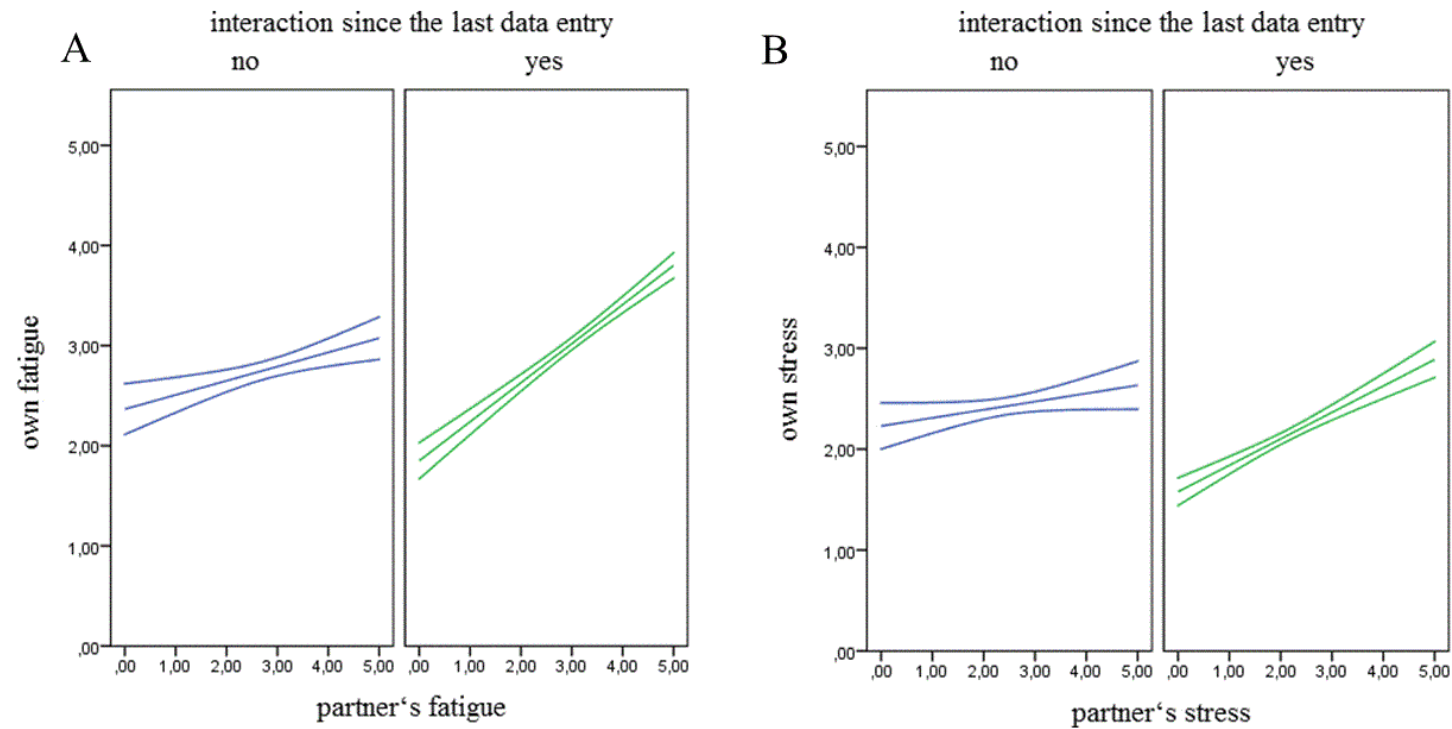 A
interaction since the last data entry
no yes
5,00
4,00
3,00
2,00
1,00
,00
own fatigue
,00 1,00 2,00 3,00 4,00 5,00 ,00 1,00 2,00 3,00 4,00 5,00
partner‘s fatigue
B
interaction since the last data entry
no yes
5,00
4,00
3,00
2,00
1,00
,00
own stress
,00 1,00 2,00 3,00 4,00 5,00 ,00 1,00 2,00 3,00 4,00 5,00
partner‘s stress